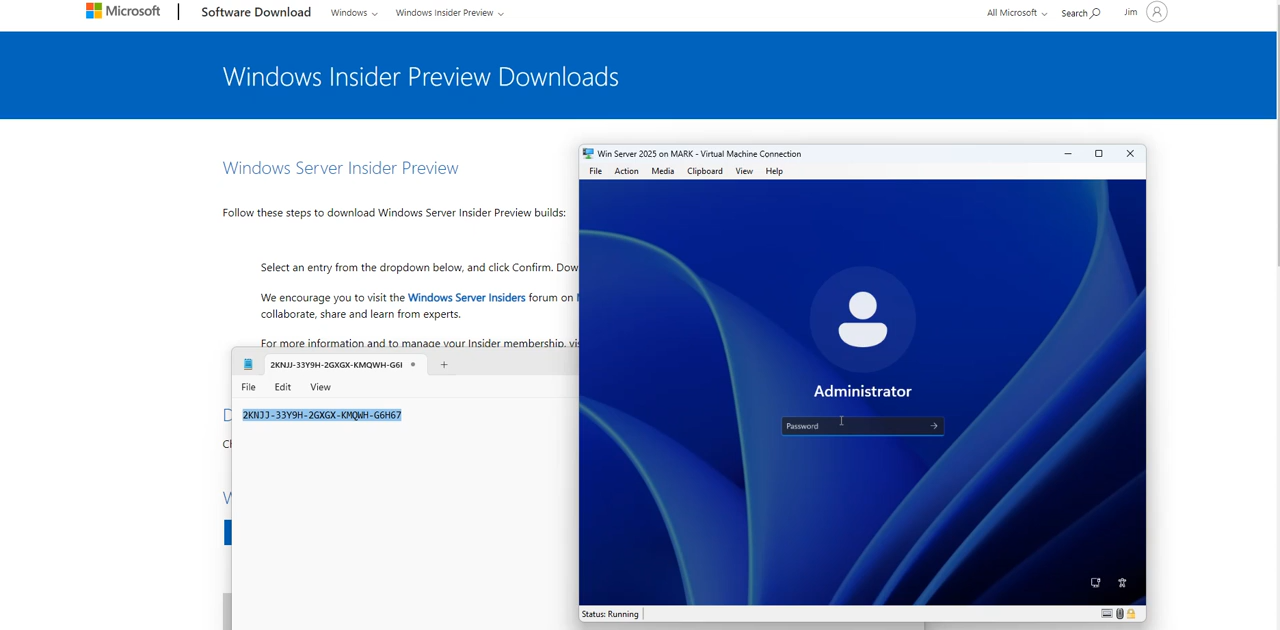 Microsoft | Software Download Windows Windows Insider Preview All Microsoft Search Jim
Windows Insider Preview Downloads
Windows Server Insider Preview
Follow these steps to download Windows Server Insider Preview builds:
Select an entry from the dropdown below, and click Confirm. Dow
We encourage you to visit the Windows Server Insiders forum on
collaborate, share and learn from experts.
For more information and to manage your Insider membership, vis
D
Ch
W
2KNJJ-33Y9H-2GXGX-KMQWH-G6I
File Edit View
2KNJJ-33Y9H-2GXGX-KMQWH-G6H67
Win Server 2025 on MARK - Virtual Machine Connection
File Action Media Clipboard View Help
Administrator
Password
Status: Running